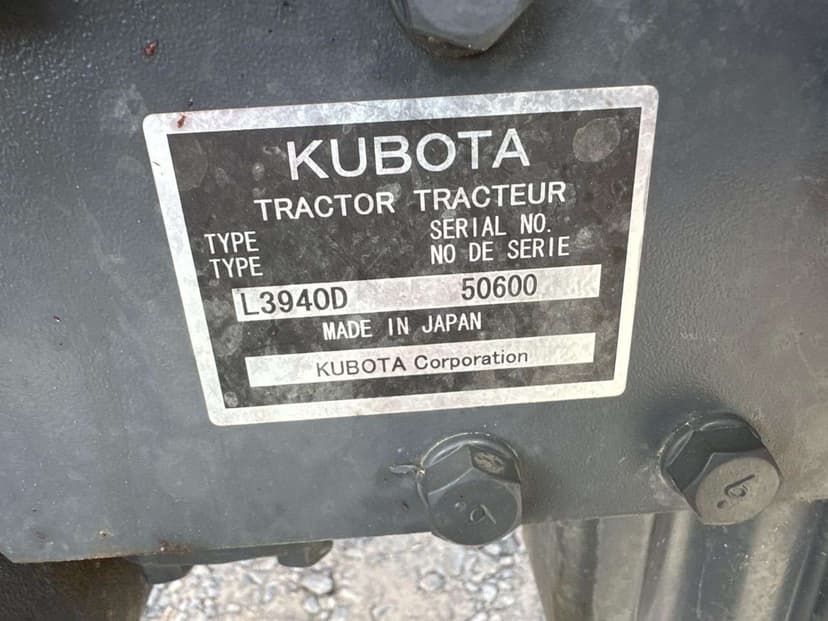 KUBOTA
TRACTOR TRACTEUR
TYPE SERIAL NO.
TYPE NO DE SERIE
L3940D 50600
MADE IN JAPAN
KUBOTA Corporation